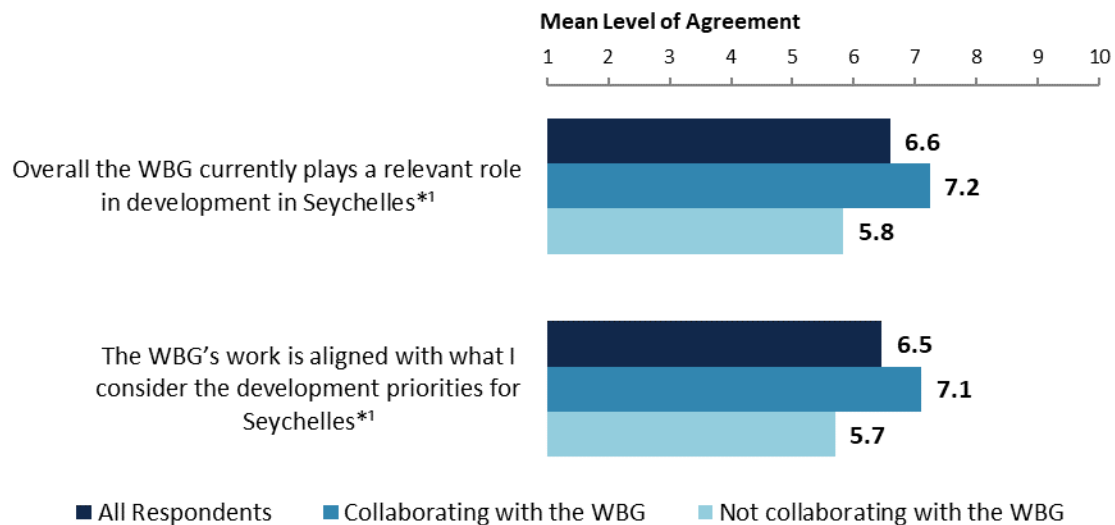 Mean Level of Agreement
1 2 3 4 5 6 7 8 9 10
Overall the WBG currently plays a relevant role
in development in Seychelles*¹
6.6
7.2
5.8
The WBG’s work is aligned with what I
consider the development priorities for
Seychelles*¹
6.5
7.1
5.7
All Respondents Collaborating with the WBG Not collaborating with the WBG